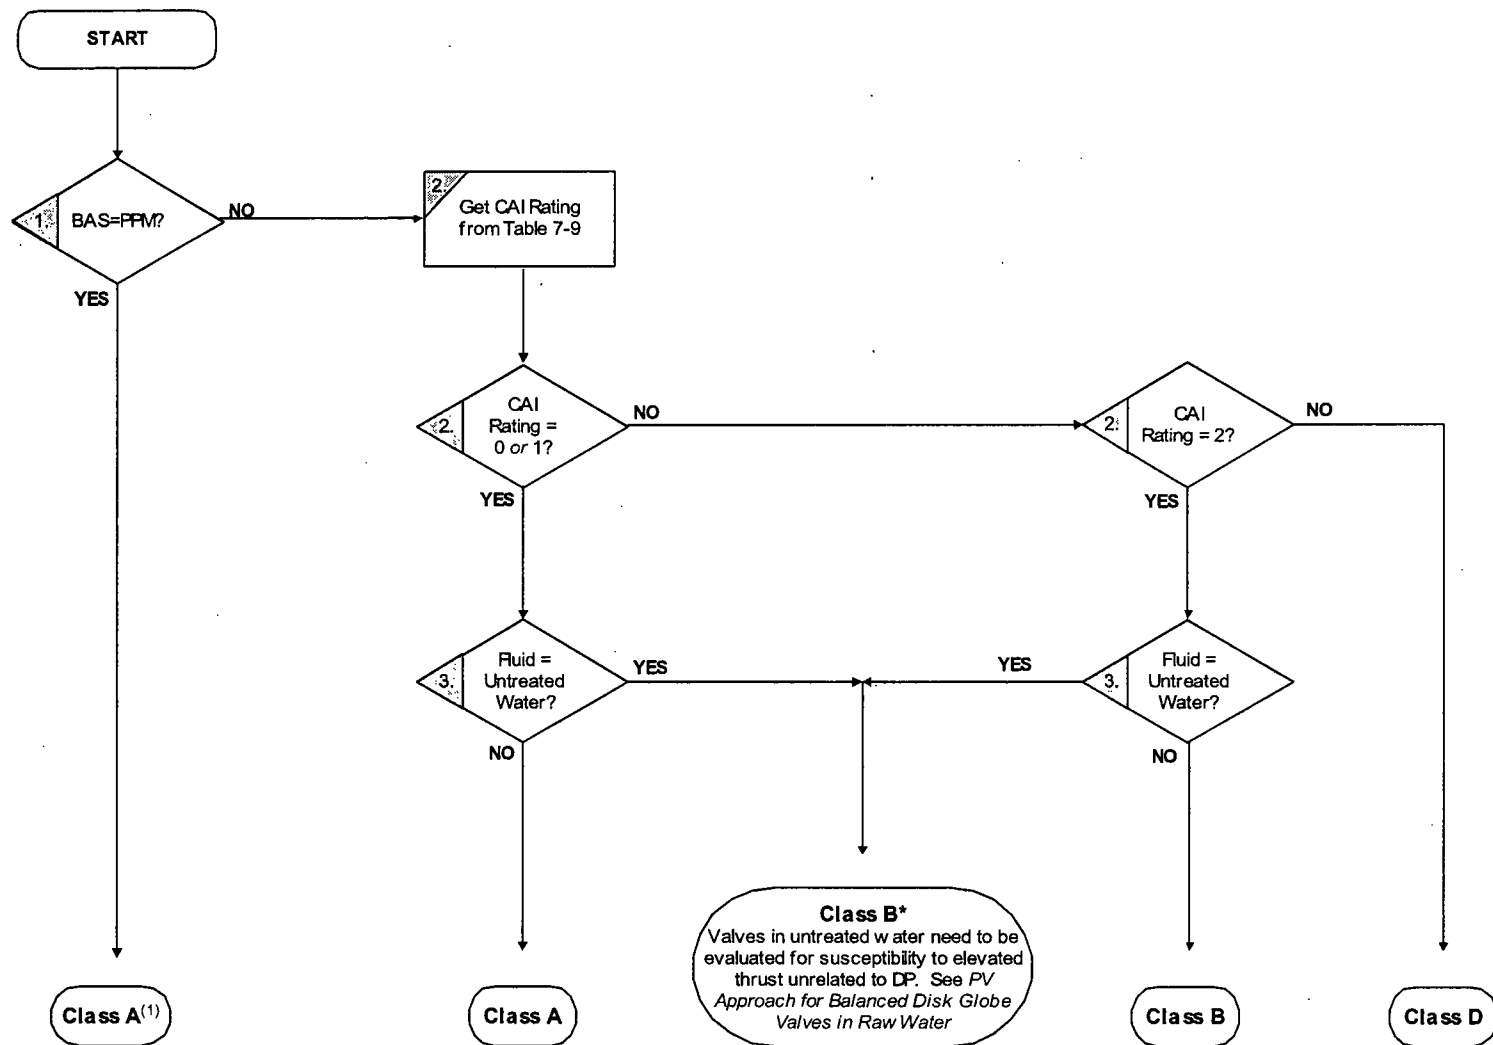 START
1.
BAS=PPM?
NO
YES
2.
Get CAI Rating
from Table 7-9
2.
CAI
Rating =
0 or 1?
NO
YES
2.
CAI
Rating = 2?
NO
YES
3.
Fluid =
Untreated
Water?
YES
NO
YES
3.
Fluid =
Untreated
Water?
NO
Class A(1)
Class A
Class B*
Valves in untreated water need to be
evaluated for susceptibility to elevated
thrust unrelated to DP. See PV
Approach for Balanced Disk Globe
Valves in Raw Water
Class B
Class D